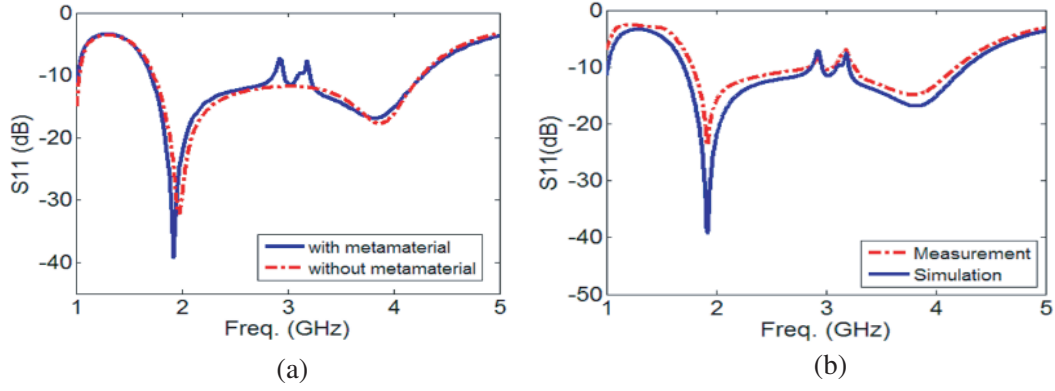 0
-10
-20
-30
-40
S11 (dB)
with metamaterial
without metamaterial
1 2 3 4 5
Freq. (GHz)
(a)
0
-10
-20
-30
-40
-50
S11(dB)
Measurement
Simulation
1 2 3 4 5
Freq. (GHz)
(b)